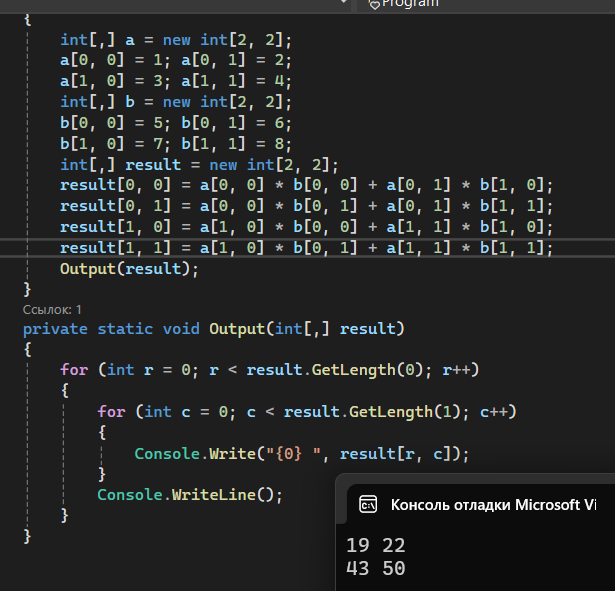 Program
{
int[,] a = new int[2, 2];
a[0, 0] = 1; a[0, 1] = 2;
a[1, 0] = 3; a[1, 1] = 4;
int[,] b = new int[2, 2];
b[0, 0] = 5; b[0, 1] = 6;
b[1, 0] = 7; b[1, 1] = 8;
int[,] result = new int[2, 2];
result[0, 0] = a[0, 0] * b[0, 0] + a[0, 1] * b[1, 0];
result[0, 1] = a[0, 0] * b[0, 1] + a[0, 1] * b[1, 1];
result[1, 0] = a[1, 0] * b[0, 0] + a[1, 1] * b[1, 0];
result[1, 1] = a[1, 0] * b[0, 1] + a[1, 1] * b[1, 1];
Output(result);
}
Ссылок: 1
private static void Output(int[,] result)
{
for (int r = 0; r < result.GetLength(0); r++)
{
for (int c = 0; c < result.GetLength(1); c++)
{
Console.Write("{0} ", result[r, c]);
}
Console.WriteLine();
}
}
Консоль отладки Microsoft Vi
19 22
43 50